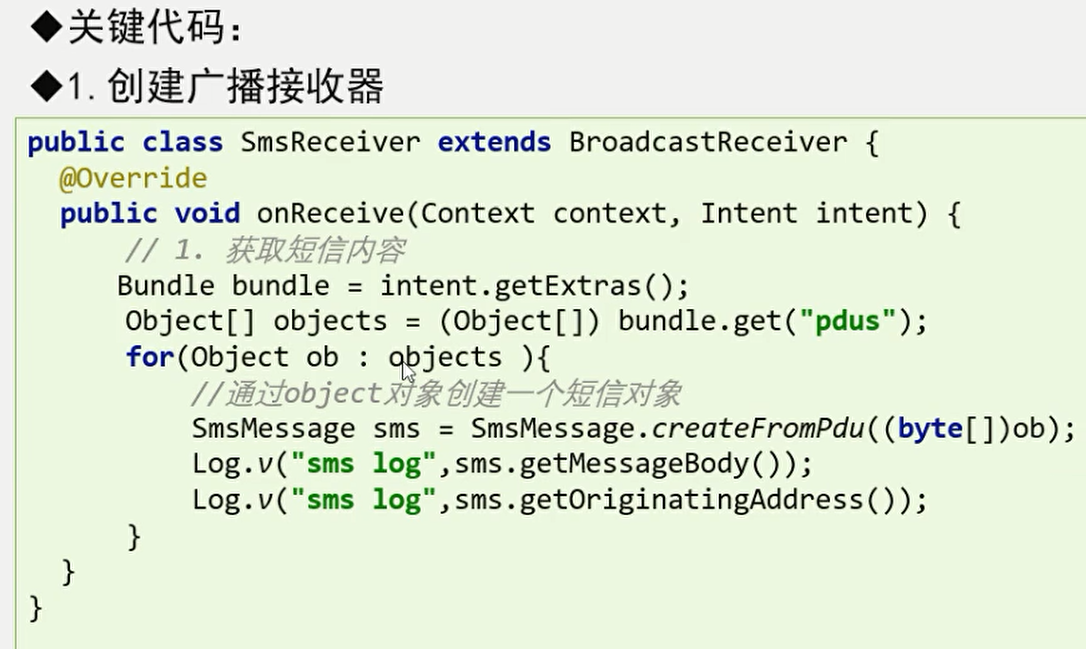 ◆关键代码:
◆1.创建广播接收器
public class SmsReceiver extends BroadcastReceiver {
@Override
public void onReceive(Context context, Intent intent) {
// 1. 获取短信内容
Bundle bundle = intent.getExtras();
Object[] objects = (Object[]) bundle.get("pdus");
for(Object ob : objects ){
//通过object对象创建一个短信对象
SmsMessage sms = SmsMessage.createFromPdu((byte[])ob);
Log.v("sms log",sms.getMessageBody());
Log.v("sms log",sms.getOriginatingAddress());
}
}
}